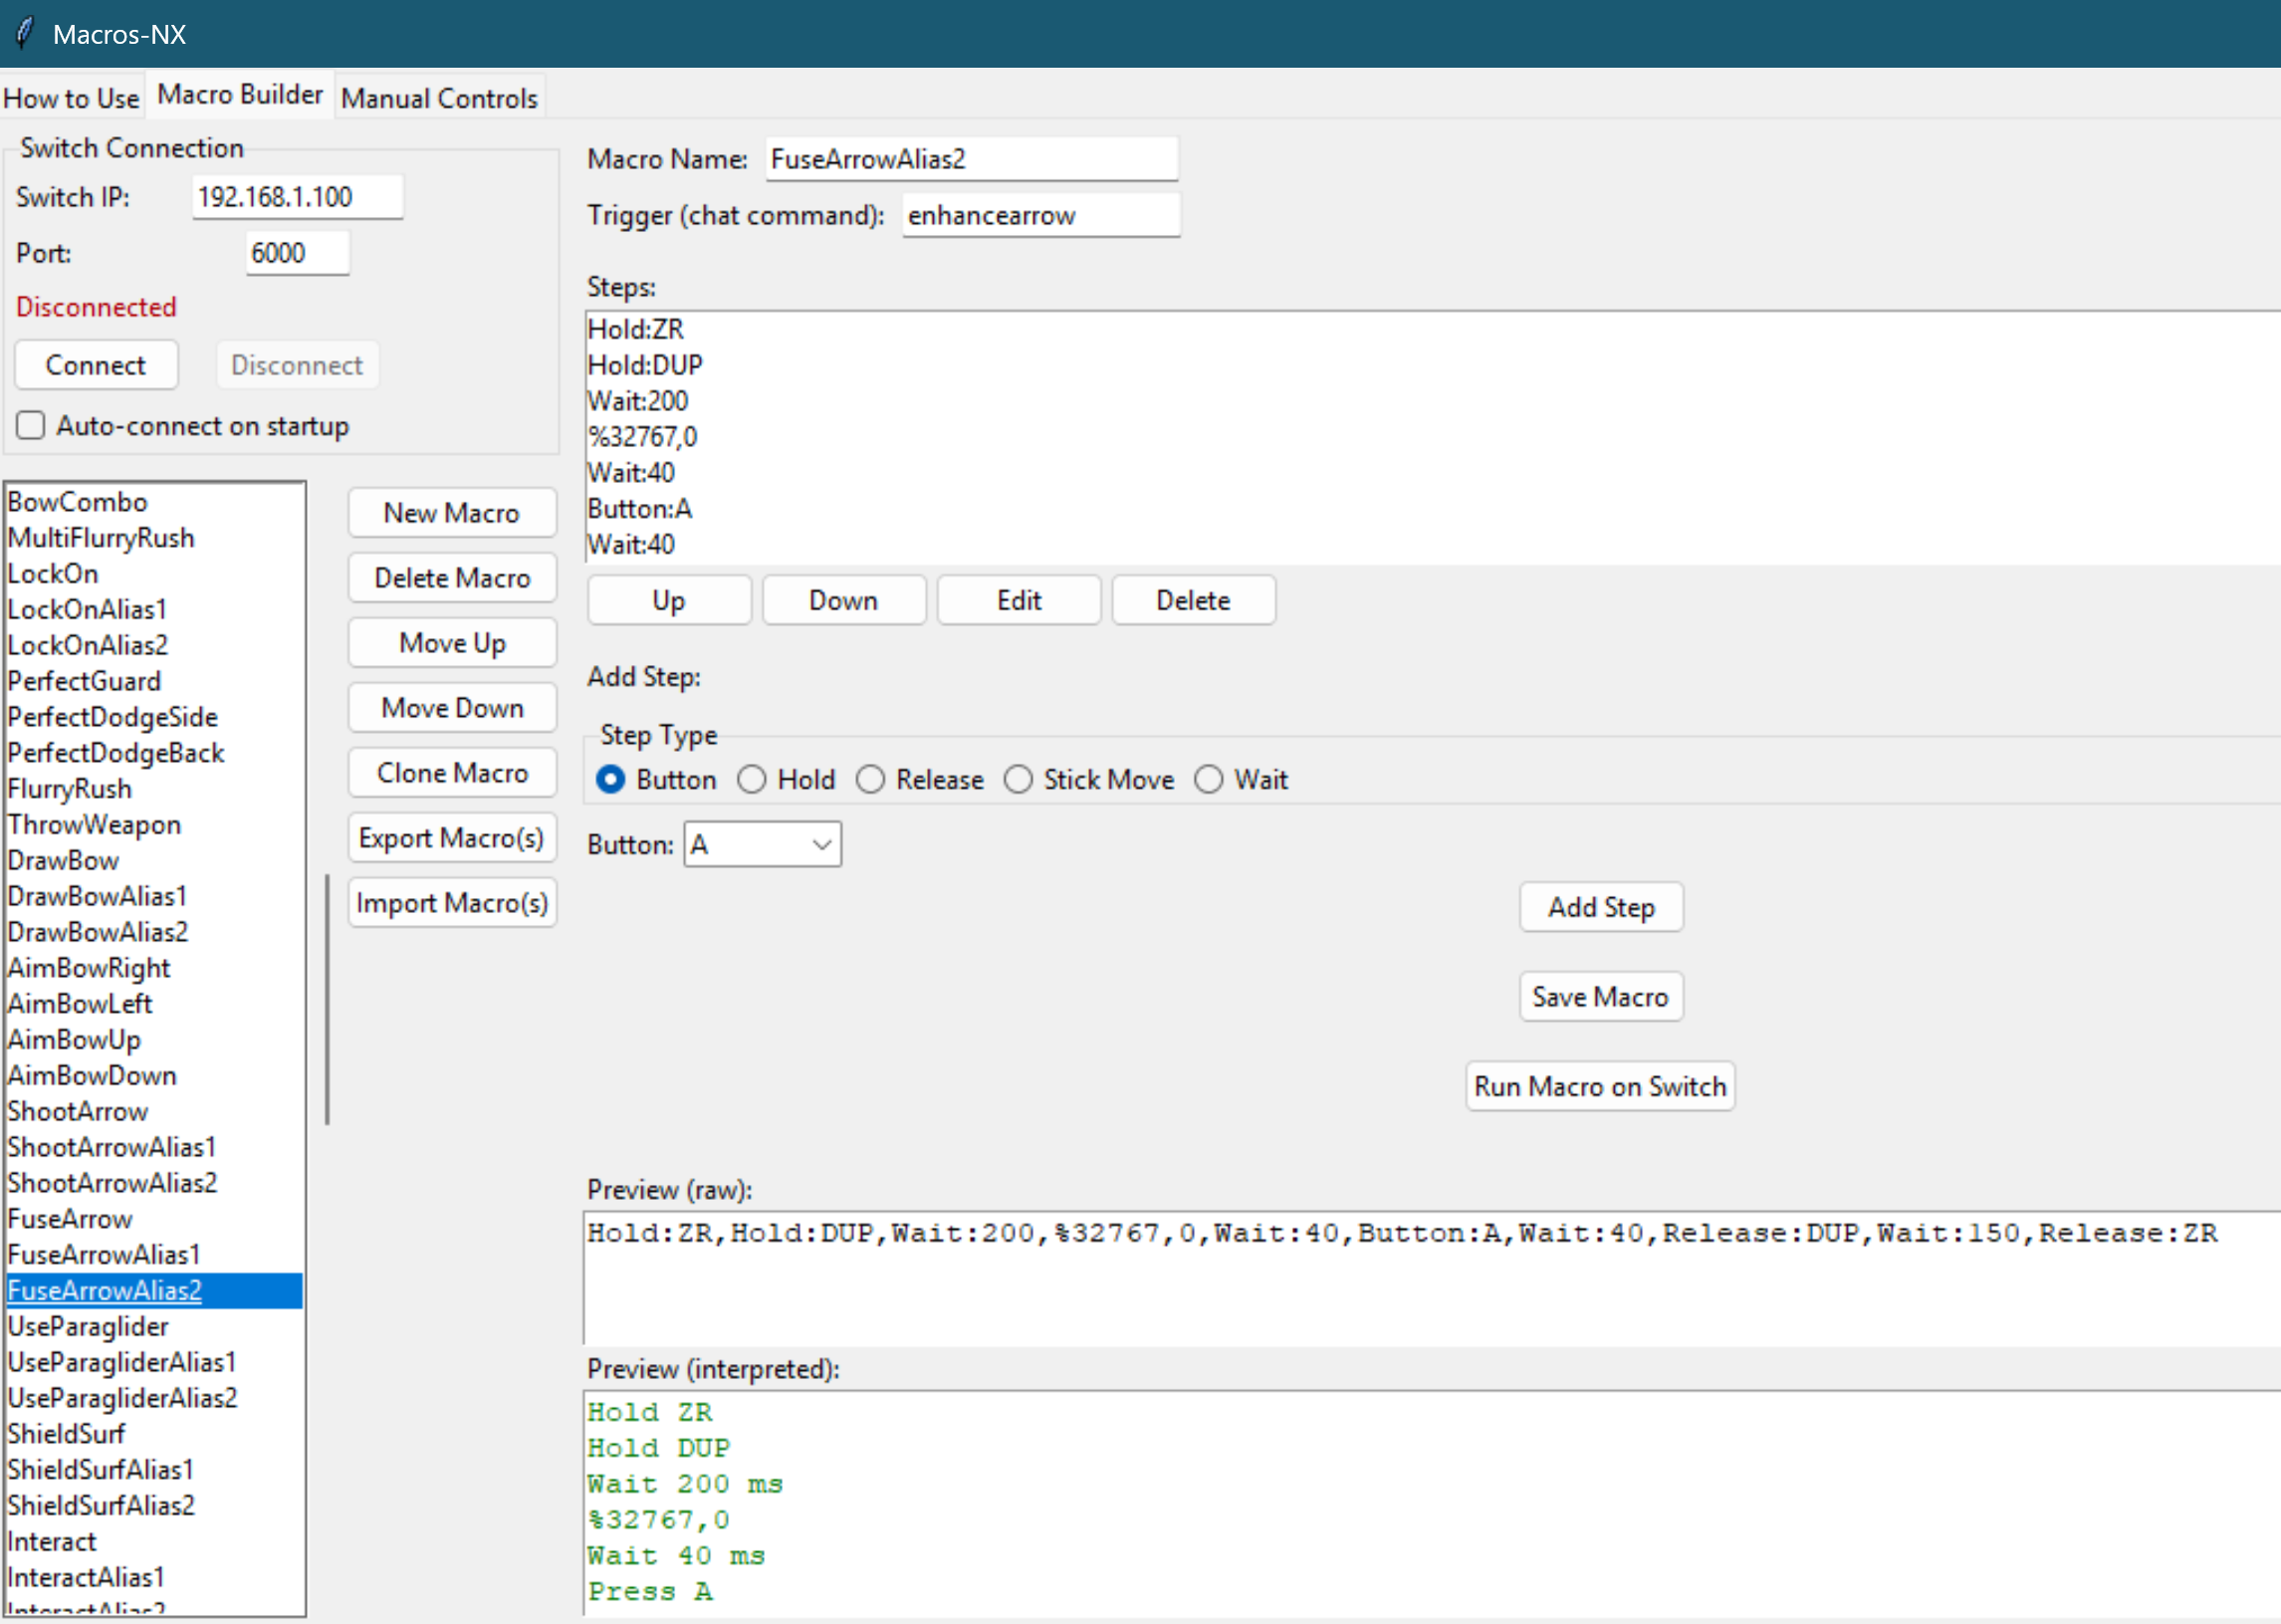 Macros-NX
How to Use
Macro Builder
Manual Controls
Switch Connection
Switch IP: 192.168.1.100
Port: 6000
Disconnected
Connect
Disconnect
Auto-connect on startup
BowCombo
MultiFlurryRush
LockOn
LockOnAlias1
LockOnAlias2
PerfectGuard
PerfectDodgeSide
PerfectDodgeBack
FlurryRush
ThrowWeapon
DrawBow
DrawBowAlias1
DrawBowAlias2
AimBowRight
AimBowLeft
AimBowUp
AimBowDown
ShootArrow
ShootArrowAlias1
ShootArrowAlias2
FuseArrow
FuseArrowAlias1
FuseArrowAlias2
UseParaglider
UseParagliderAlias1
UseParagliderAlias2
ShieldSurf
ShieldSurfAlias1
ShieldSurfAlias2
Interact
InteractAlias1
InteractAlias2
New Macro
Delete Macro
Move Up
Move Down
Clone Macro
Export Macro(s)
Import Macro(s)
Macro Name: FuseArrowAlias2
Trigger (chat command): enhancearrow
Steps:
Hold:ZR
Hold:DUP
Wait:200
%32767,0
Wait:40
Button:A
Wait:40
Up
Down
Edit
Delete
Add Step:
Step Type
Button
Hold
Release
Stick Move
Wait
Button: A
Add Step
Save Macro
Run Macro on Switch
Preview (raw):
Hold:ZR,Hold:DUP,Wait:200,%32767,0,Wait:40,Button:A,Wait:40,Release:DUP,Wait:150,Release:ZR
Preview (interpreted):
Hold ZR
Hold DUP
Wait 200 ms
%32767,0
Wait 40 ms
Press A